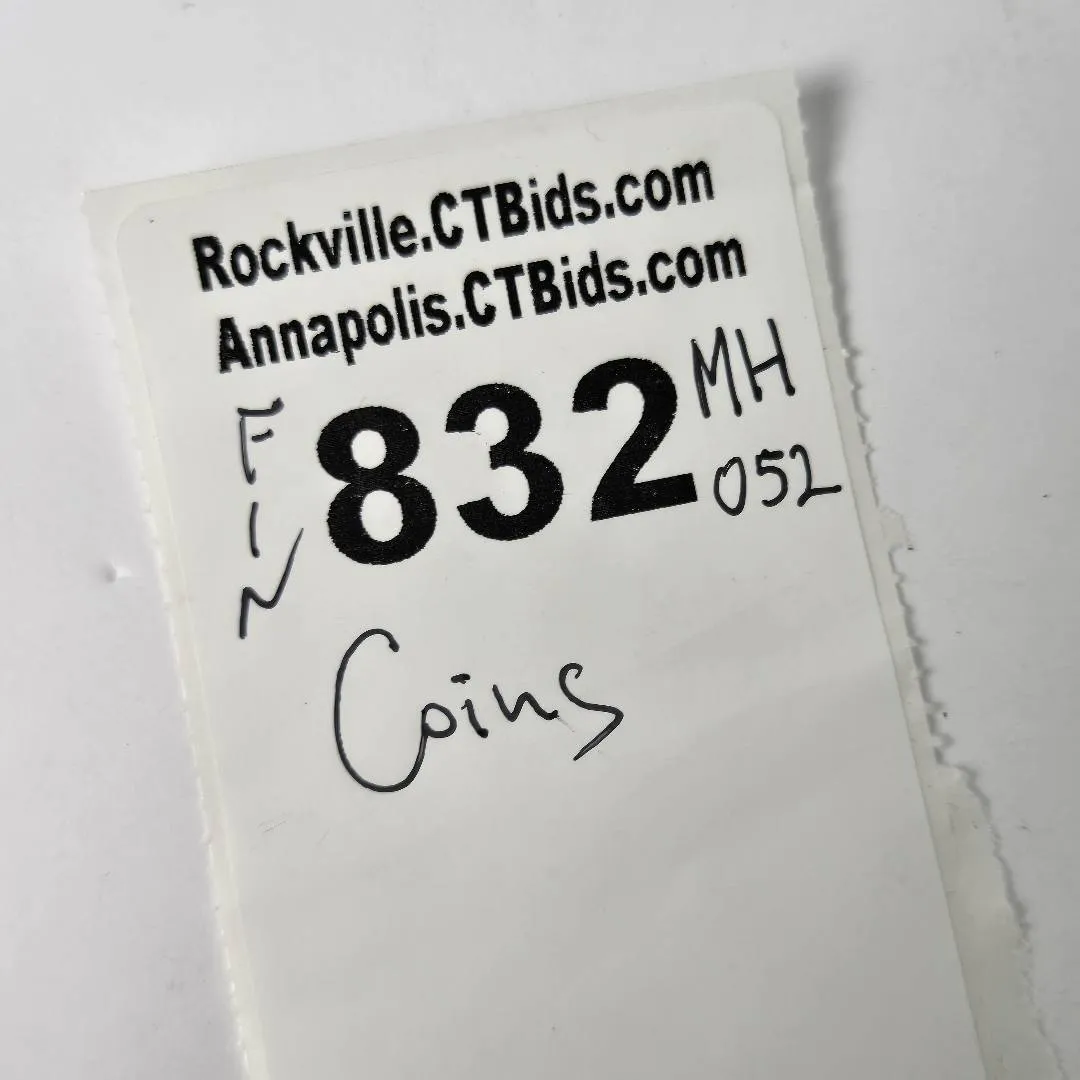 Rockville.CTBids.com
Annapolis.CTBids.com
FIN
832
MH
052
Coins